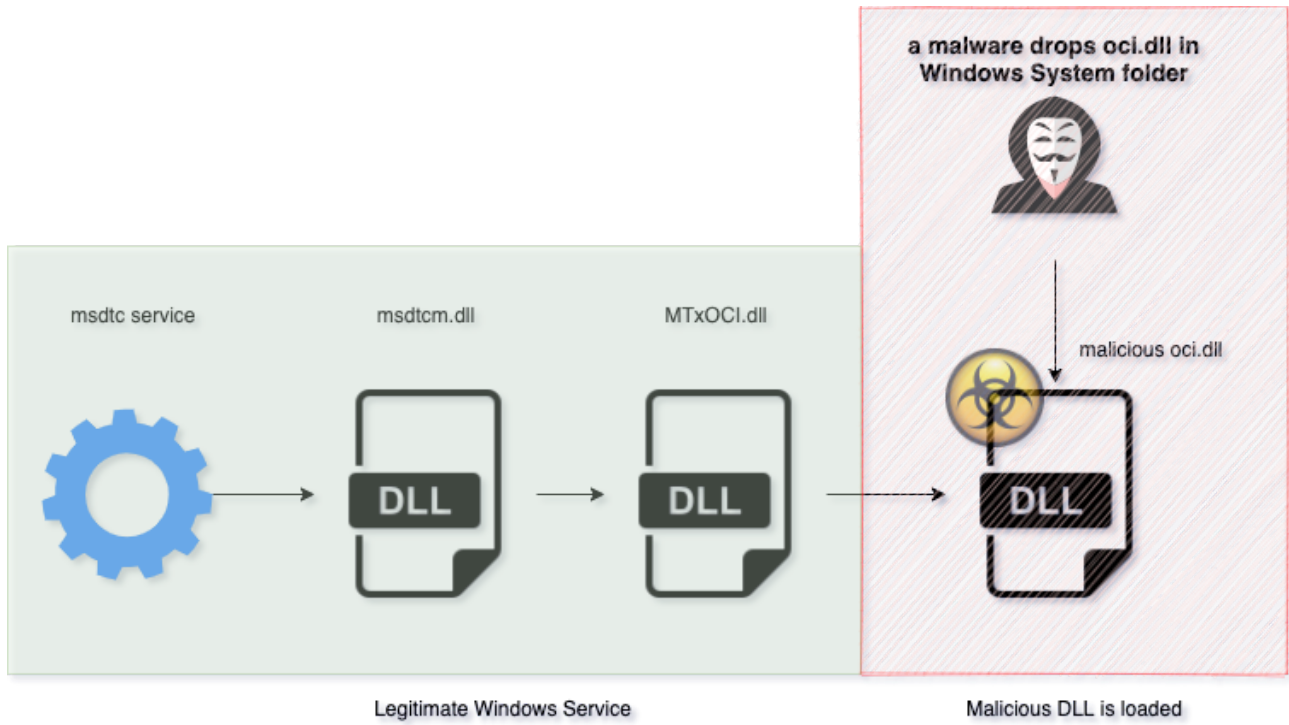 a malware drops oci.dll in
Windows System folder
msdtc service
msdtcm.dll
MTxOCI.dll
malicious oci.dll
DLL
DLL
DLL
Legitimate Windows Service
Malicious DLL is loaded